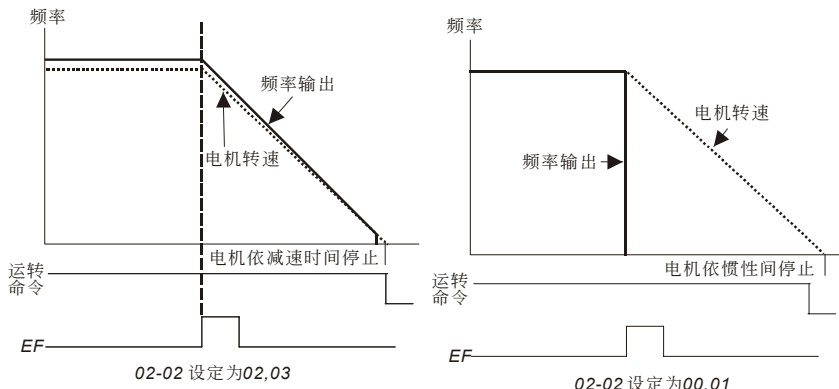 频率
频率输出
电机转速
电机依减速时间停止
运转
命令
EF
02-02 设定为02,03
频率
电机转速
频率输出
电机依惯性间停止
运转
命令
EF
02-02 设定为00,01